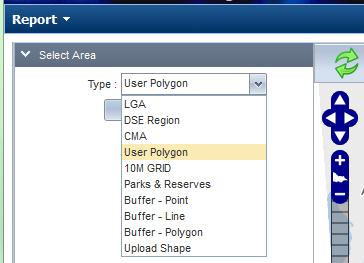 Report
Select Area
Type : User Polygon
LGA
DSE Region
CMA
User Polygon
10M GRID
Parks & Reserves
Buffer - Point
Buffer - Line
Buffer - Polygon
Upload Shape